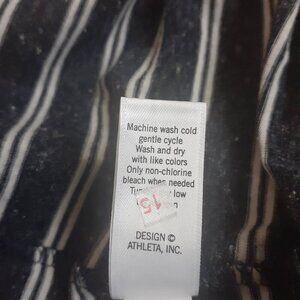 Machine wash cold
gentle cycle
Wash and dry
with like colors
Only non-chlorine
bleach when needed
low
15
DESIGN ©
ATHLETA, INC.